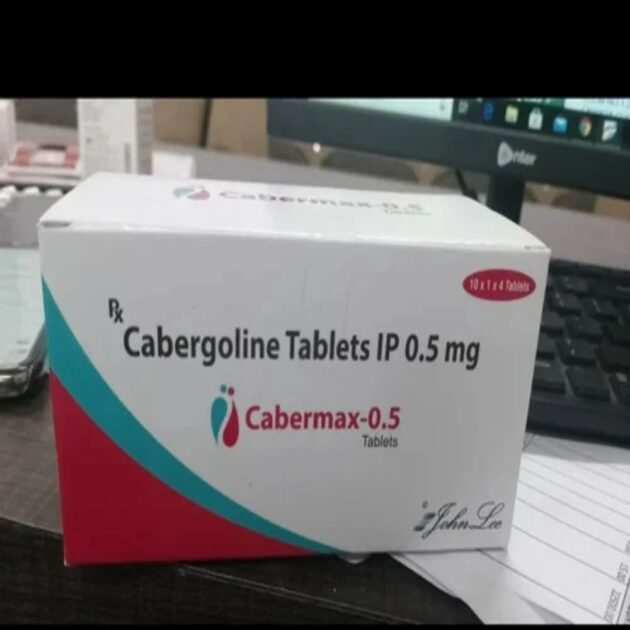 Cabermax-0.5
Tablets
enter
10 x 1 x 4 Tablets
Rx
Cabergoline Tablets IP 0.5 mg
Cabermax-0.5
Tablets
John Lee